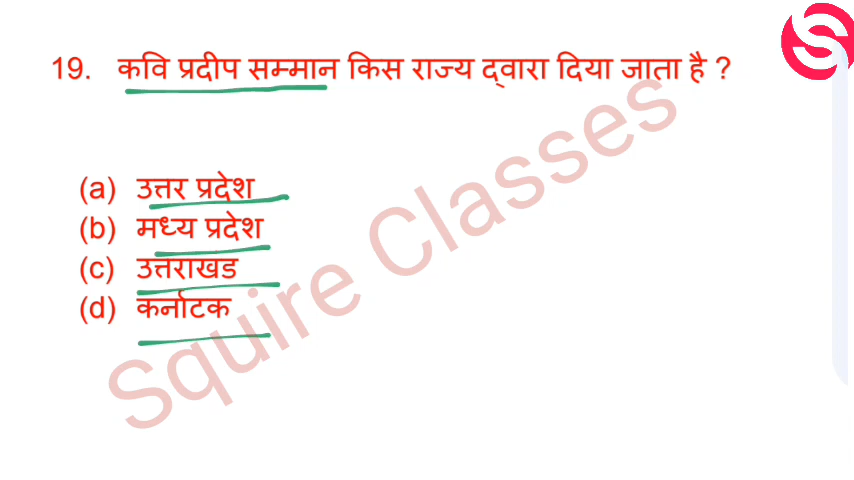 19. कवि प्रदीप सम्मान किस राज्य द्वारा दिया जाता है ?
(a) उत्तर प्रदेश
(b) मध्य प्रदेश
(c) उत्तराखड
(d) कर्नाटक
Squire Classes